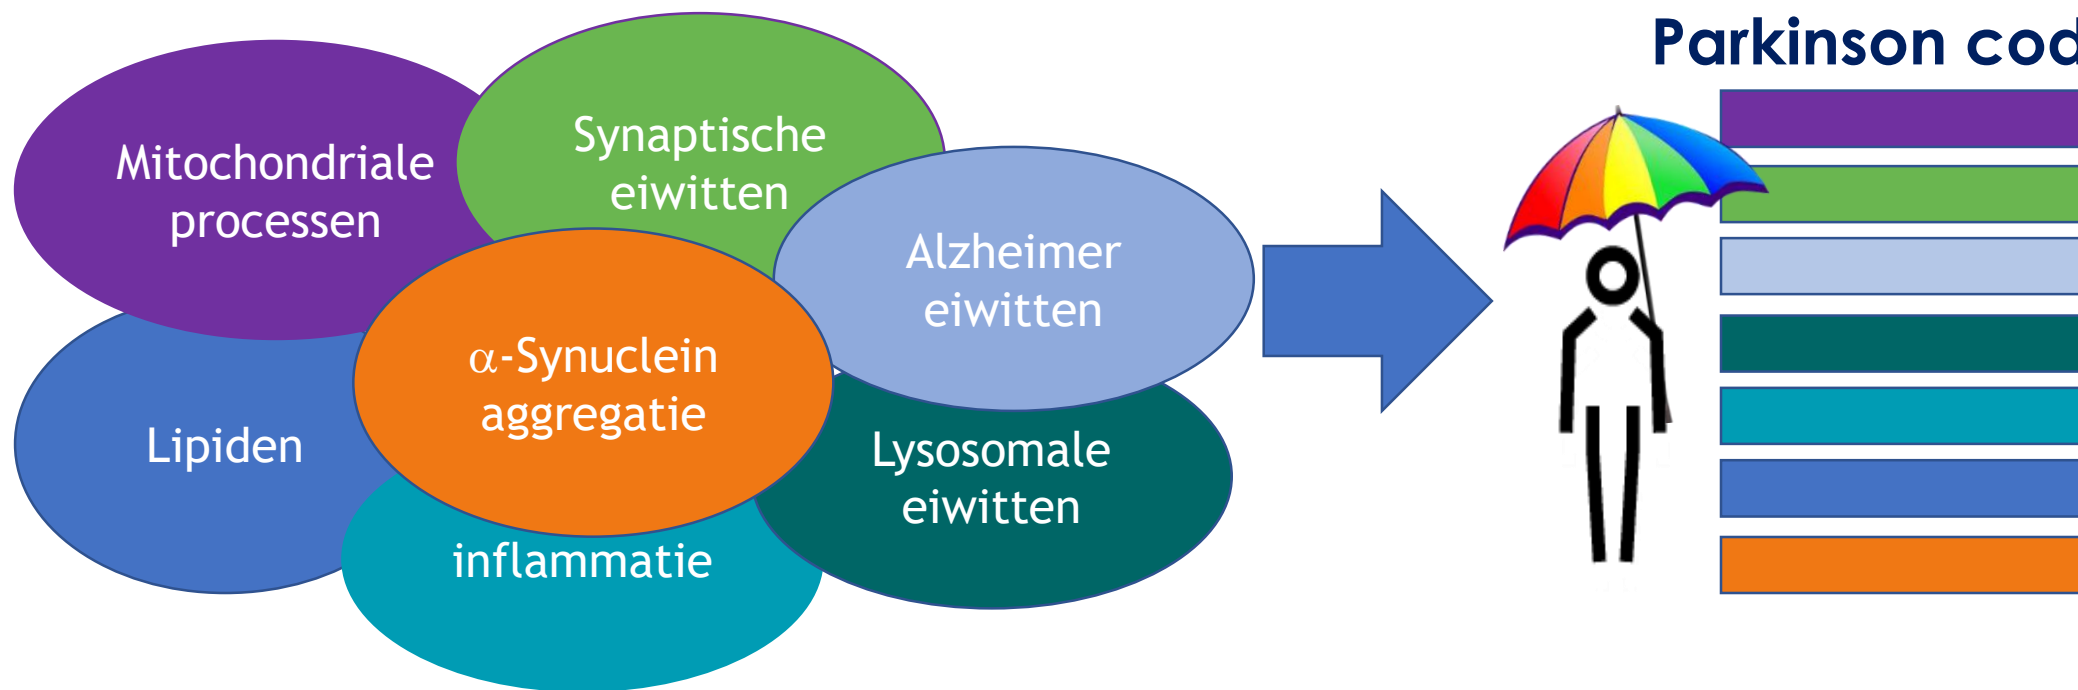 Parkinson cod
Mitochondriale
processen
Synaptische
eiwitten
Alzheimer
eiwitten
α-Synuclein
aggregatie
Lipiden
Lysosomale
eiwitten
inflammatie